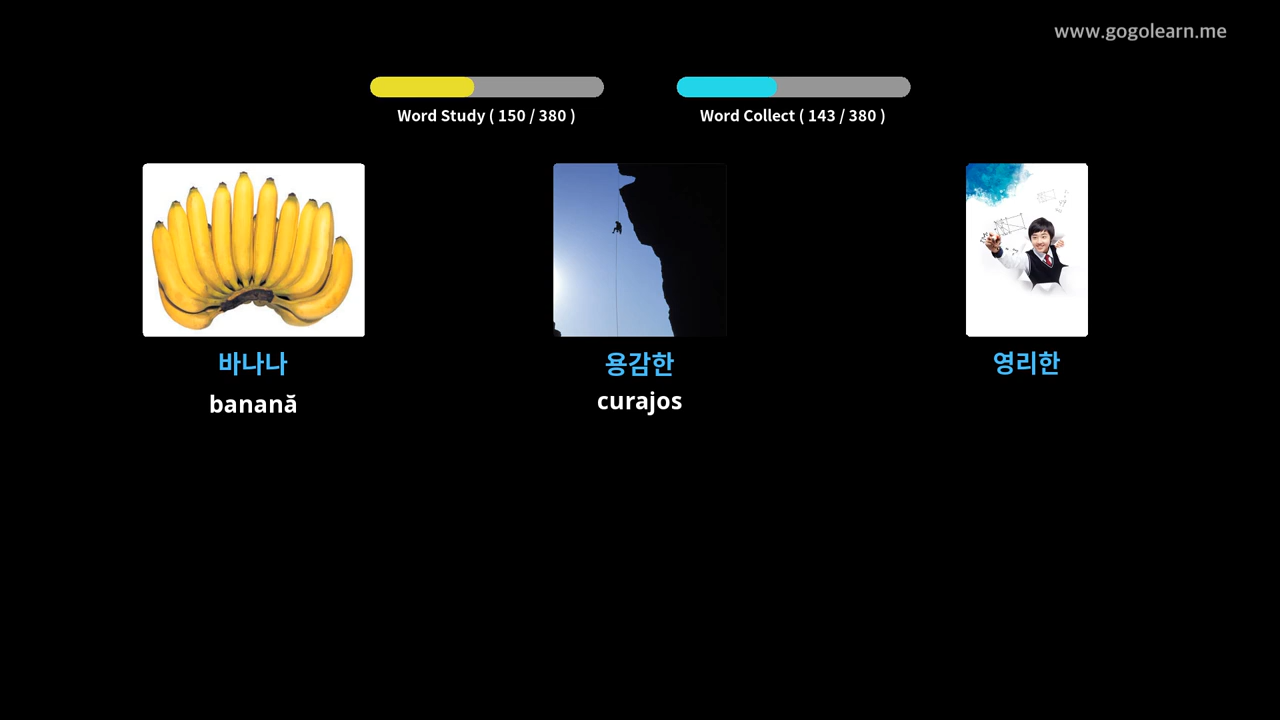 www.gogolearn.me
Word Study ( 150 / 380 )
Word Collect ( 143 / 380 )
바나나
용감한
영리한
banană
curajos